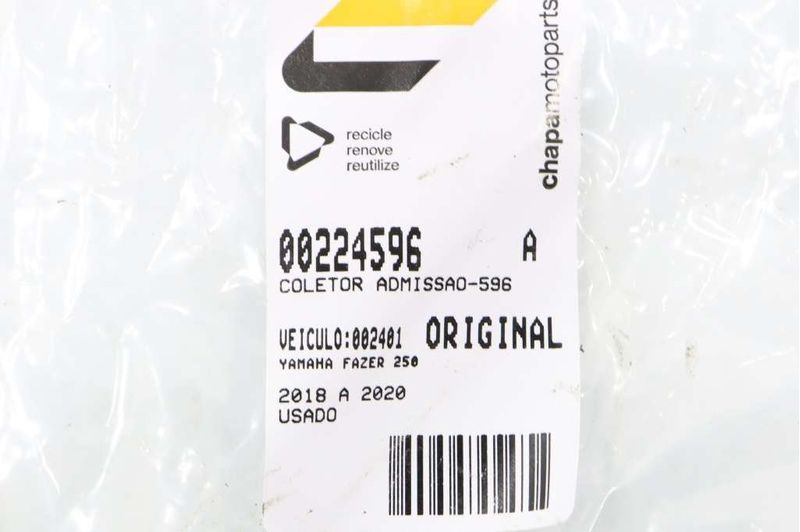 chapamotoparts
recicle
renove
reutilize
00224596 A
COLETOR ADMISSAO-596
VEICULO:002401 ORIGINAL
YAMAHA FAZER 250
2018 A 2020
USADO